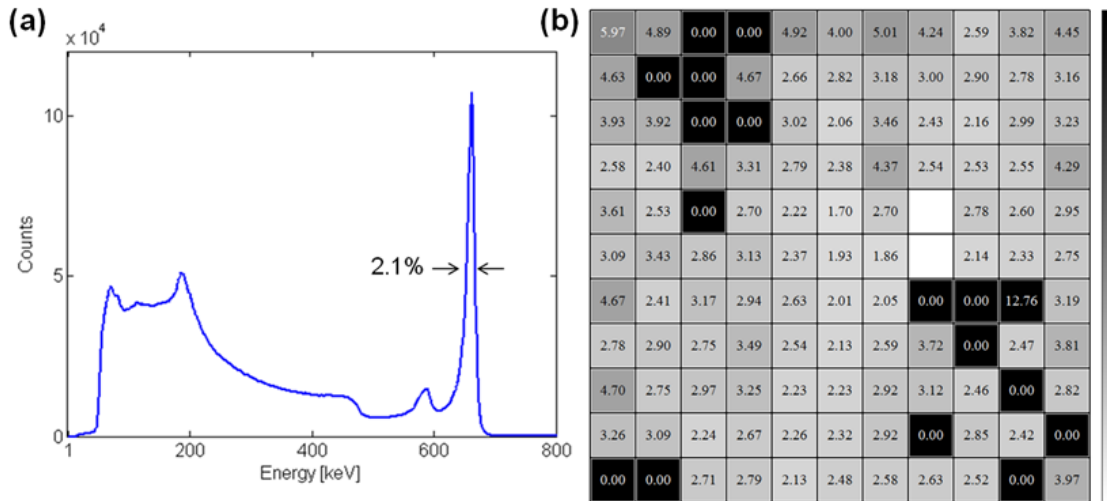 (a)
x 10⁴
10
5
0
Counts
2.1%
1 200 400 600 800
Energy [keV]
(b)
5.97 4.89 0.00 0.00 4.92 4.00 5.01 4.24 2.59 3.82 4.45
4.63 0.00 0.00 4.67 2.66 2.82 3.18 3.00 2.90 2.78 3.16
3.93 3.92 0.00 0.00 3.02 2.06 3.46 2.43 2.16 2.99 3.23
2.58 2.40 4.61 3.31 2.79 2.38 4.37 2.54 2.53 2.55 4.29
3.61 2.53 0.00 2.70 2.22 1.70 2.70 2.78 2.60 2.95
3.09 3.43 2.86 3.13 2.37 1.93 1.86 2.14 2.33 2.75
4.67 2.41 3.17 2.94 2.63 2.01 2.05 0.00 0.00 12.76 3.19
2.78 2.90 2.75 3.49 2.54 2.13 2.59 3.72 0.00 2.47 3.81
4.70 2.75 2.97 3.25 2.23 2.23 2.92 3.12 2.46 0.00 2.82
3.26 3.09 2.24 2.67 2.26 2.32 2.92 0.00 2.85 2.42 0.00
0.00 0.00 2.71 2.79 2.13 2.48 2.58 2.63 2.52 0.00 3.97